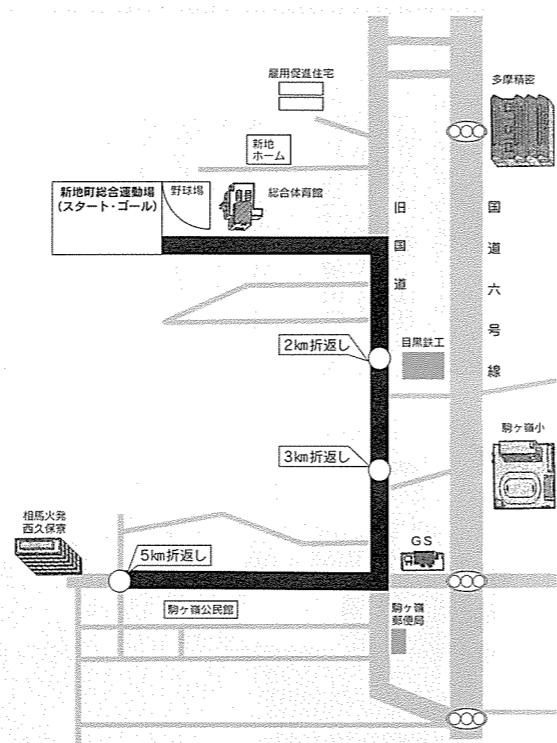 雇用促進住宅
多摩精密
新地
ホーム
新地町総合運動場
(スタート・ゴール)
野球場
総合体育館
旧国道
国道六号線
2km折返し
目黒鉄工
3km折返し
駒ヶ嶺小
相馬火発
西久保寮
5km折返し
GS
駒ヶ嶺公民館
駒ヶ嶺
郵便局